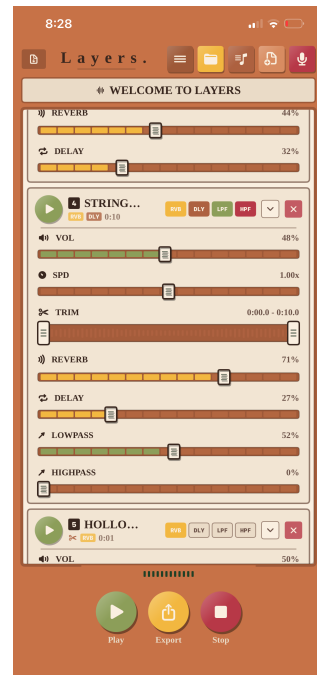 8:28
Layers.
WELCOME TO LAYERS
REVERB 44%
DELAY 32%
4 STRING...
RVB DLY 0:10
RVB DLY LPF HPF
VOL 48%
SPD 1.00x
TRIM 0:00.0 - 0:10.0
REVERB 71%
DELAY 27%
LOWPASS 52%
HIGHPASS 0%
5 HOLLO...
RVB 0:01
RVB DLY LPF HPF
VOL 50%
Play Export Stop